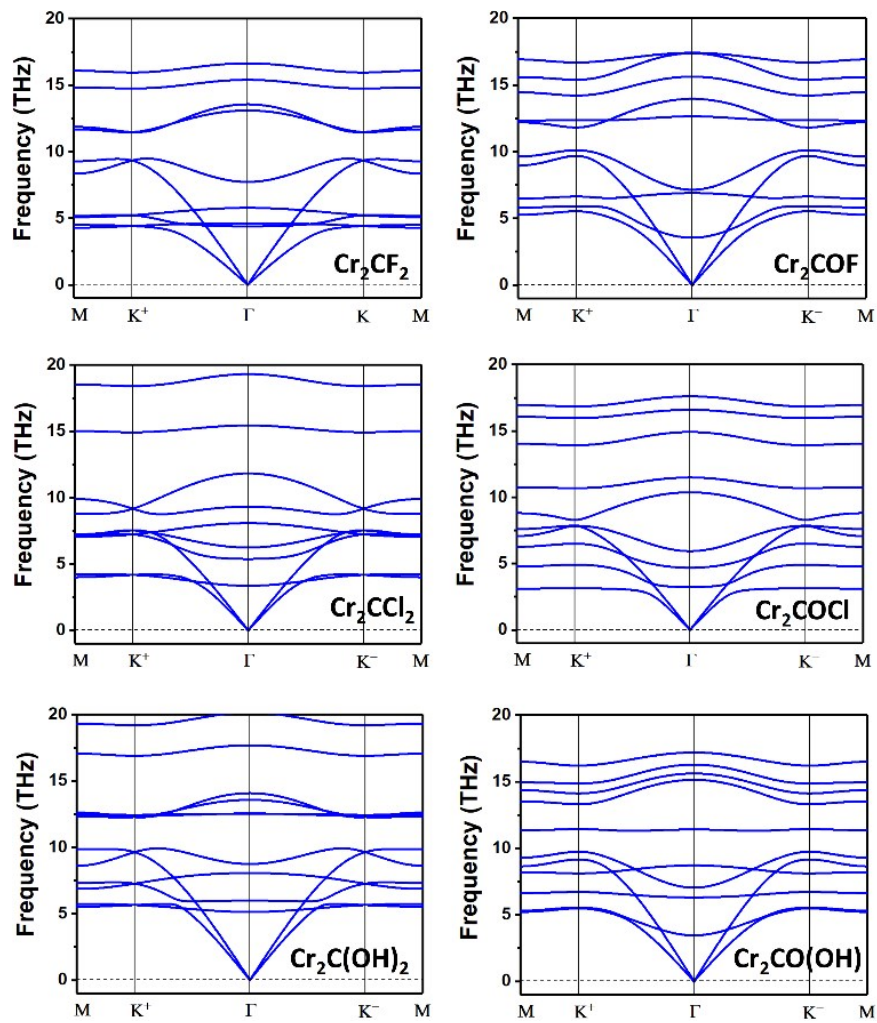 Frequency (THz)
20
15
10
5
0
Cr₂CF₂
M K⁺ Γ K M
Frequency (THz)
20
15
10
5
0
Cr₂COF
M K⁺ Γ K⁻ M
Frequency (THz)
20
15
10
5
0
Cr₂CCl₂
M K⁺ Γ K⁻ M
Frequency (THz)
20
15
10
5
0
Cr₂COCl
M K⁺ Γ K⁻ M
Frequency (THz)
20
15
10
5
0
Cr₂C(OH)₂
M K⁺ Γ K⁻ M
Frequency (THz)
20
15
10
5
0
Cr₂CO(OH)
M K⁺ Γ K⁻ M